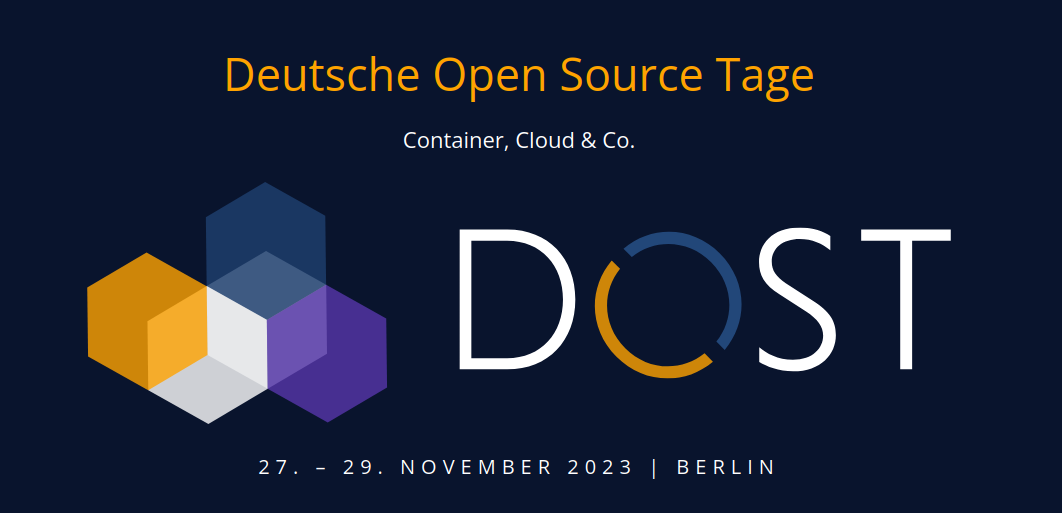 Deutsche Open Source Tage
Container, Cloud & Co.
DOST
27. – 29. NOVEMBER 2023 | BERLIN